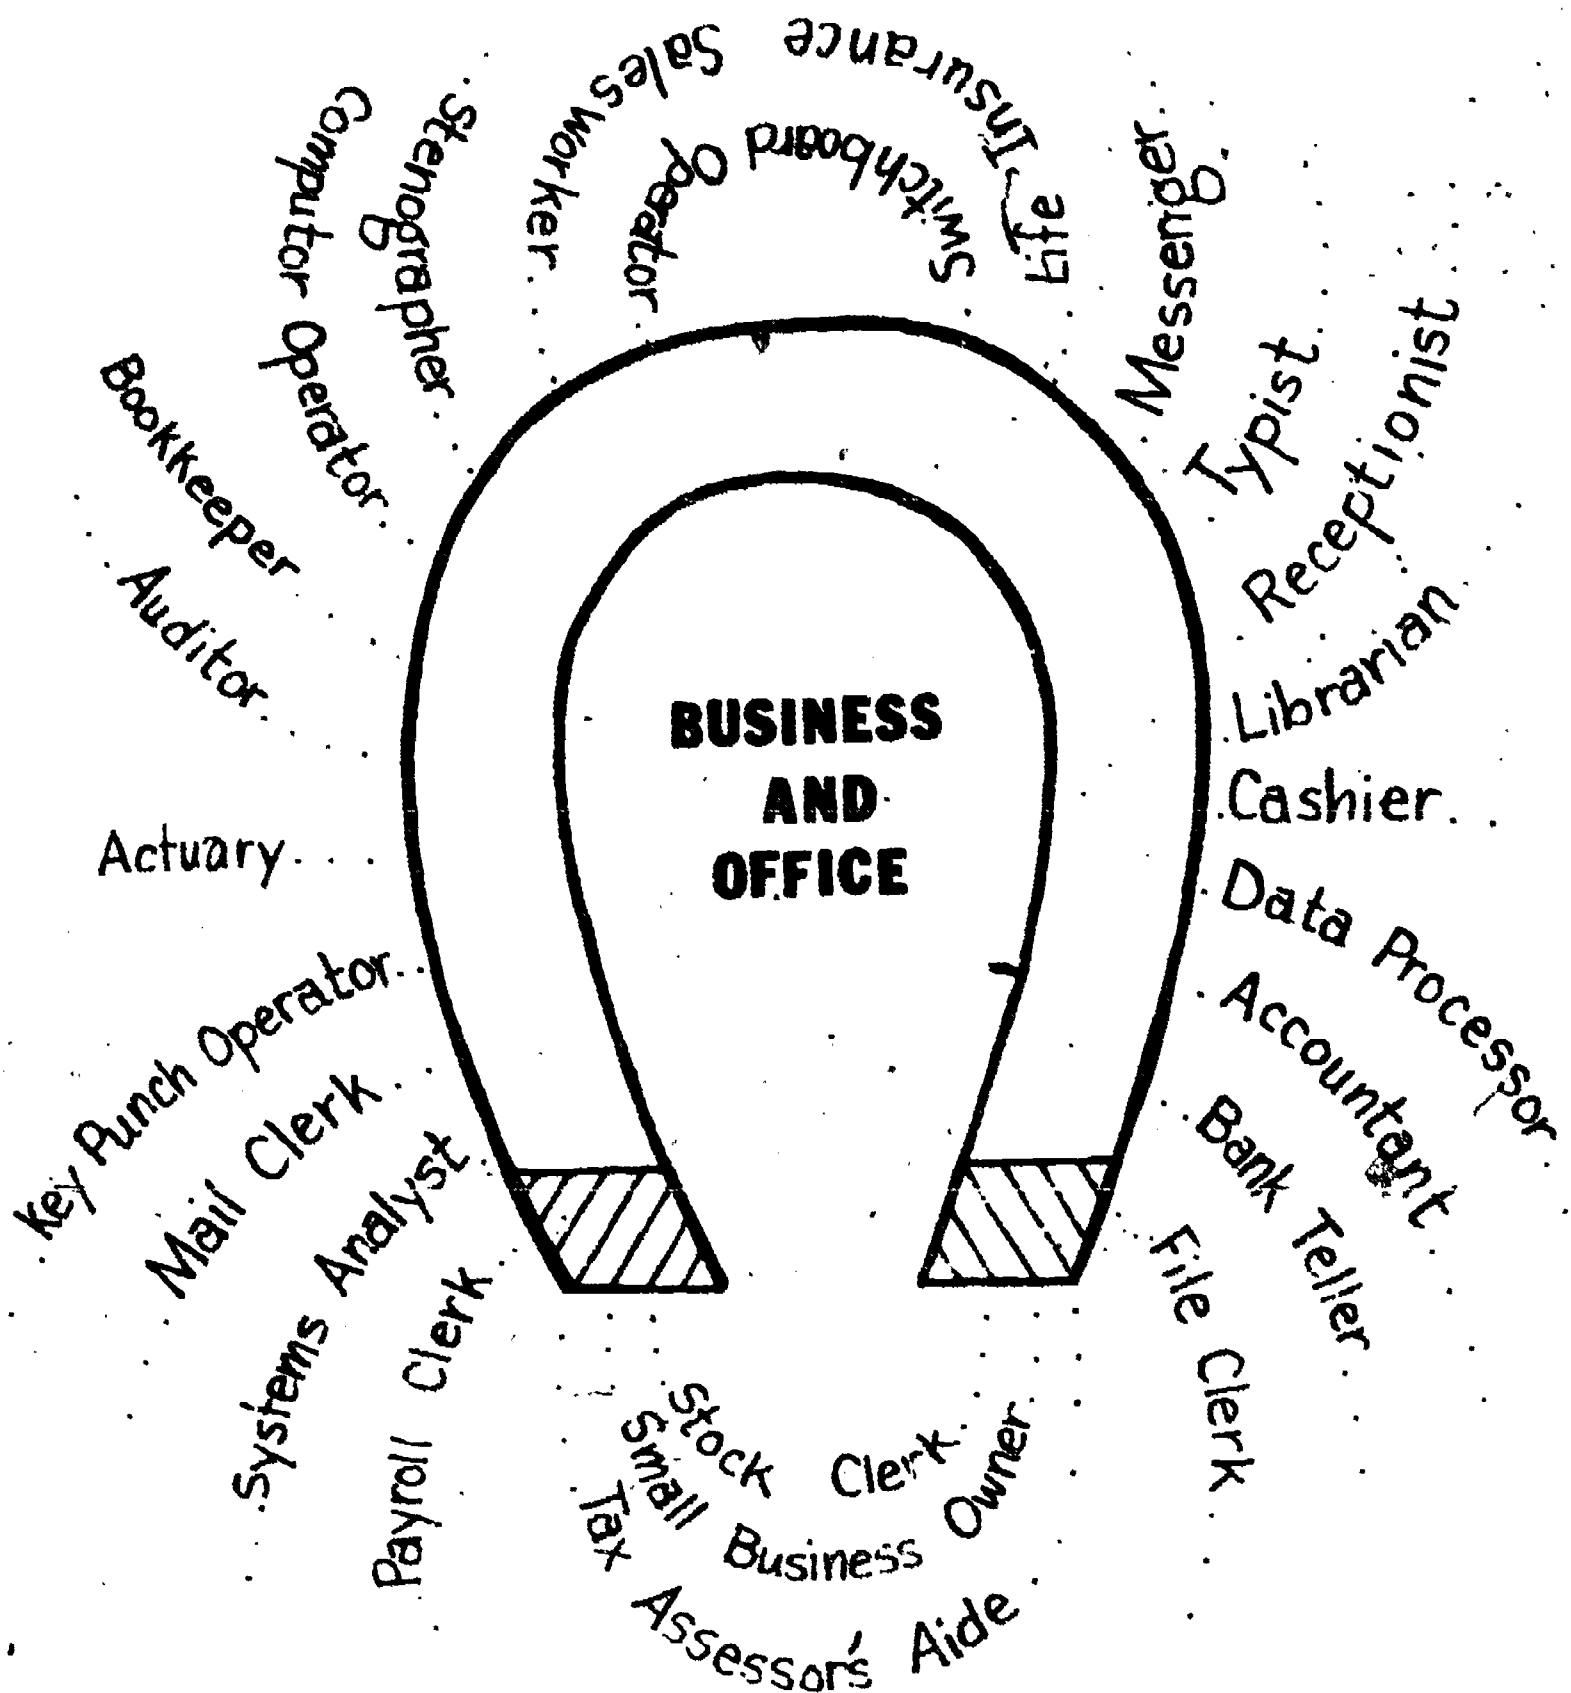 BUSINESS
AND
OFFICE
Life Insurance Salesworker
Switchboard Operator
Messenger
Typist
Receptionist
Librarian
Cashier
Data Processor
Accountant
Bank Teller
File Clerk
Stock Clerk
Small Business Owner
Tax Assessor's Aide
Payroll Clerk
Systems Analyst
Mail Clerk
Key Punch Operator
Actuary
Auditor
Bookkeeper
Computor Operator
Stenographer